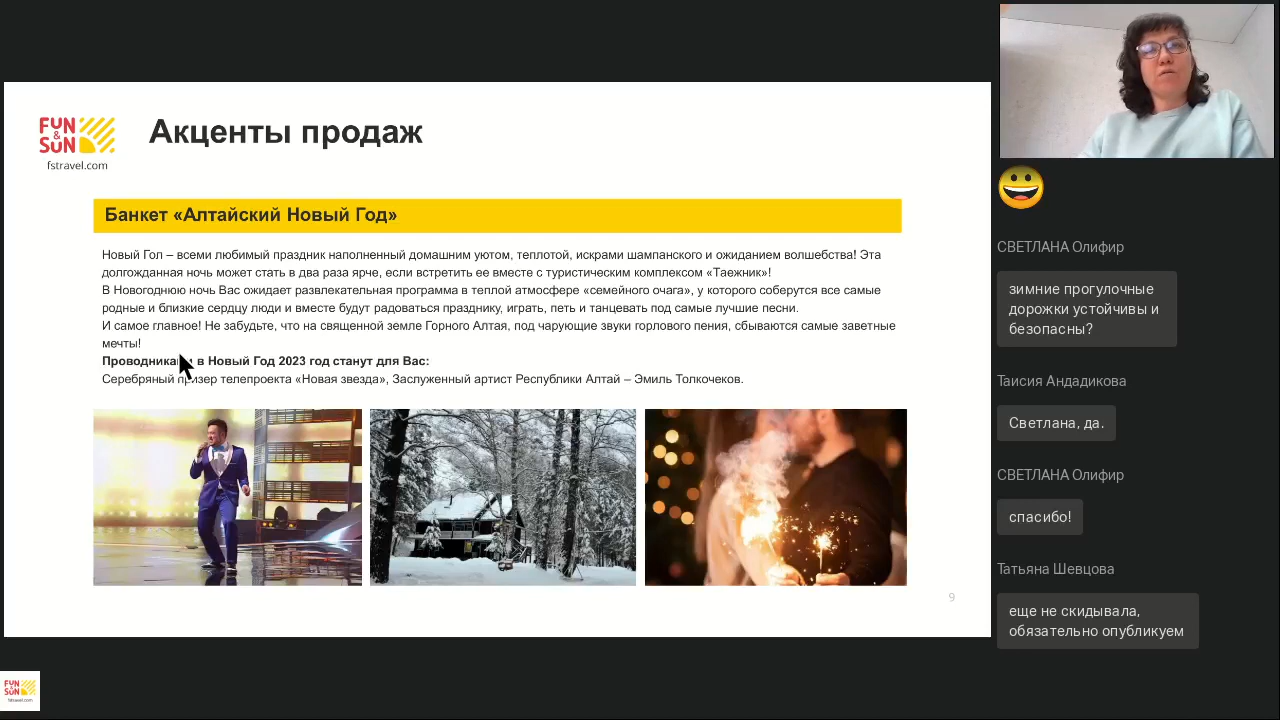 FUN
&
SUN
fstravel.com
Акценты продаж
Банкет «Алтайский Новый Год»
Новый Гол – всеми любимый праздник наполненный домашним уютом, теплотой, искрами шампанского и ожиданием волшебства! Эта
долгожданная ночь может стать в два раза ярче, если встретить ее вместе с туристическим комплексом «Таежник»!
В Новогоднюю ночь Вас ожидает развлекательная программа в теплой атмосфере «семейного очага», у которого соберутся все самые
родные и близкие сердцу люди и вместе будут радоваться празднику, играть, петь и танцевать под самые лучшие песни.
И самое главное! Не забудьте, что на священной земле Горного Алтая, под чарующие звуки горлового пения, сбываются самые заветные
мечты!
Проводниками в Новый Год 2023 год станут для Вас:
Серебряный призер телепроекта «Новая звезда», Заслуженный артист Республики Алтай – Эмиль Толкочеков.
9
СВЕТЛАНА Олифир
зимние прогулочные
дорожки устойчивы и
безопасны?
Таисия Андадикова
Светлана, да.
СВЕТЛАНА Олифир
спасибо!
Татьяна Шевцова
еще не скидывала,
обязательно опубликуем
FUN
&
SUN
fstravel.com